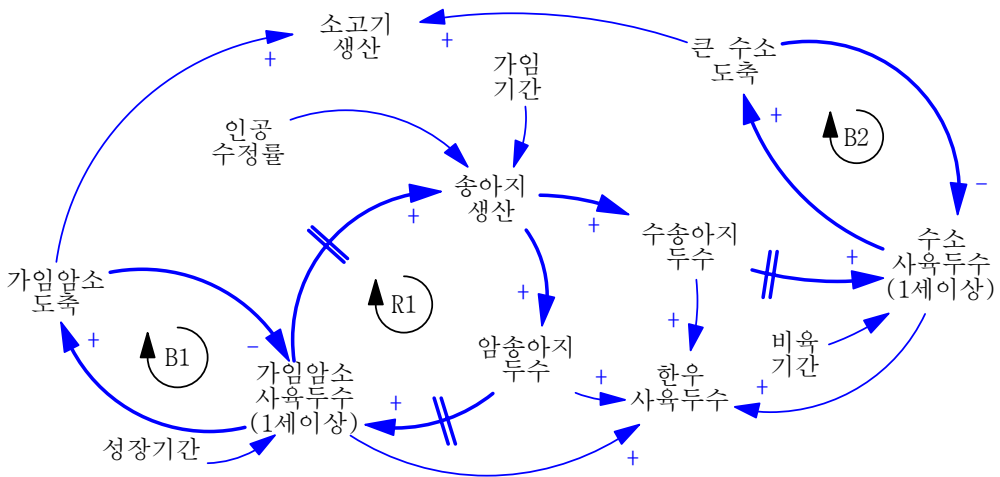 소고기
생산
+
+
큰 수소
도축
가임
기간
+
B2
인공
수정률
송아지
생산
+
+
−
수송아지
두수
수소
사육두수
(1세이상)
+
가임암소
도축
+
R1
+
+
−
B1
암송아지
두수
비육
기간
가임암소
사육두수
(1세이상)
+
+
한우
사육두수
+
성장기간
+